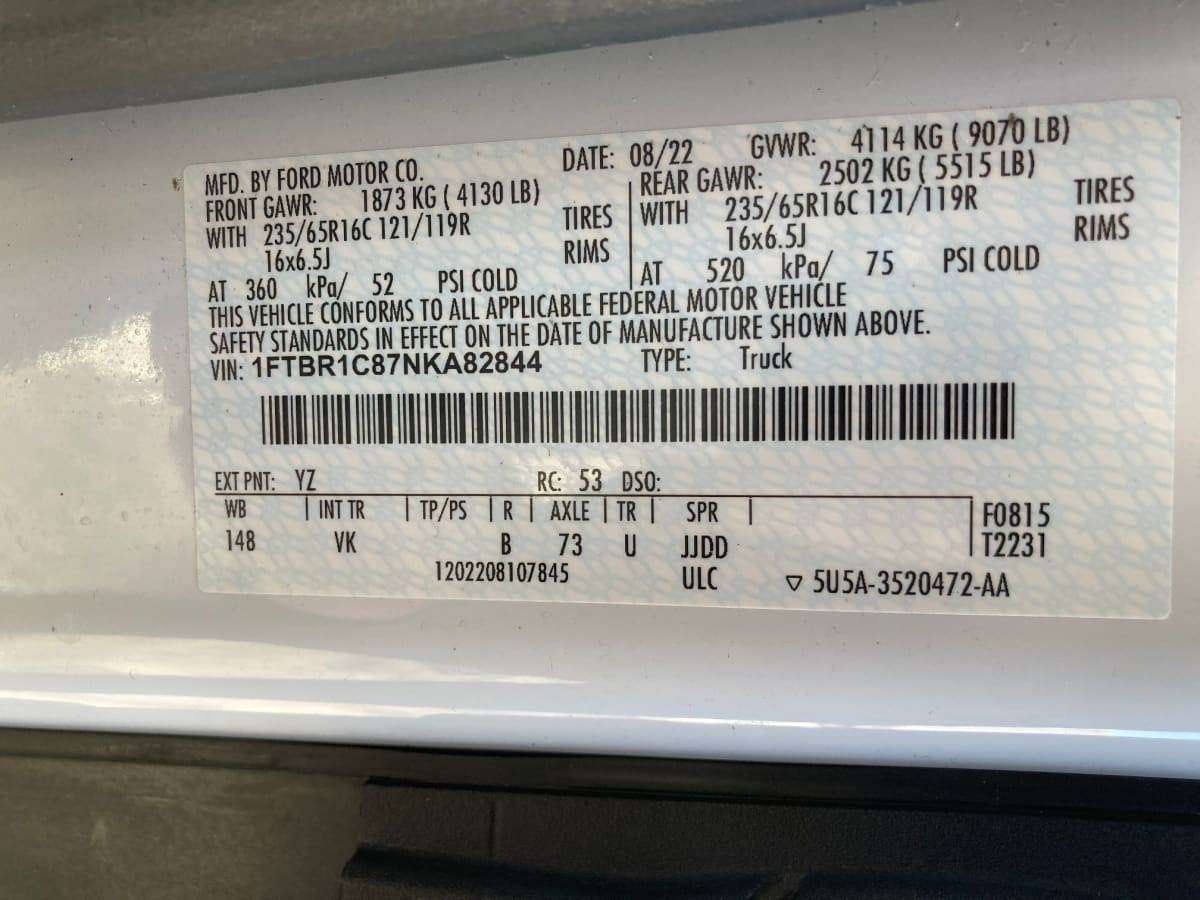 MFD. BY FORD MOTOR CO. DATE: 08/22 GVWR: 4114 KG ( 9070 LB)
FRONT GAWR: 1873 KG ( 4130 LB) REAR GAWR: 2502 KG ( 5515 LB)
WITH 235/65R16C 121/119R TIRES WITH 235/65R16C 121/119R TIRES
16x6.5J RIMS 16x6.5J RIMS
AT 360 kPa/ 52 PSI COLD AT 520 kPa/ 75 PSI COLD
THIS VEHICLE CONFORMS TO ALL APPLICABLE FEDERAL MOTOR VEHICLE
SAFETY STANDARDS IN EFFECT ON THE DATE OF MANUFACTURE SHOWN ABOVE.
VIN: 1FTBR1C87NKA82844 TYPE: Truck
EXT PNT: YZ RC: 53 DSO:
WB INT TR TP/PS R AXLE TR SPR F0815
148 VK B 73 U JJDD T2231
1202208107845 ULC ▽ 5U5A-3520472-AA